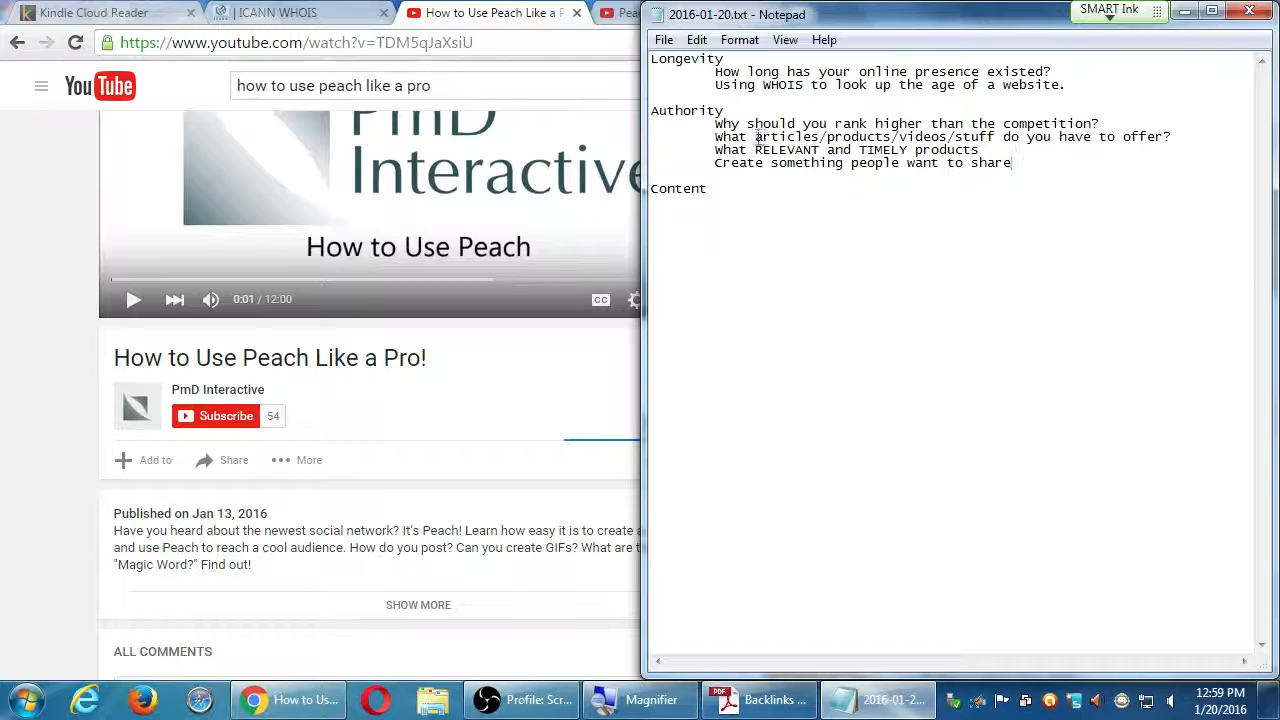 Kindle Cloud Reader
| ICANN WHOIS
How to Use Peach Like a P
Pea
2016-01-20.txt - Notepad
SMART Ink
https://www.youtube.com/watch?v=TDM5qJaXsiU
File Edit Format View Help
YouTube
how to use peach like a pro
Longevity
How long has your online presence existed?
Using WHOIS to look up the age of a website.
Authority
Why should you rank higher than the competition?
What articles/products/videos/stuff do you have to offer?
What RELEVANT and TIMELY products
Create something people want to share
Content
PmD
Interactive
How to Use Peach
0:01 / 12:00
CC
How to Use Peach Like a Pro!
PmD Interactive
Subscribe 54
Add to Share More
Published on Jan 13, 2016
Have you heard about the newest social network? It's Peach! Learn how easy it is to create a
and use Peach to reach a cool audience. How do you post? Can you create GIFs? What are t
"Magic Word?" Find out!
SHOW MORE
ALL COMMENTS
How to Us...
Profile: Scr...
Magnifier
PDF
Backlinks ...
2016-01-2...
12:59 PM
1/20/2016